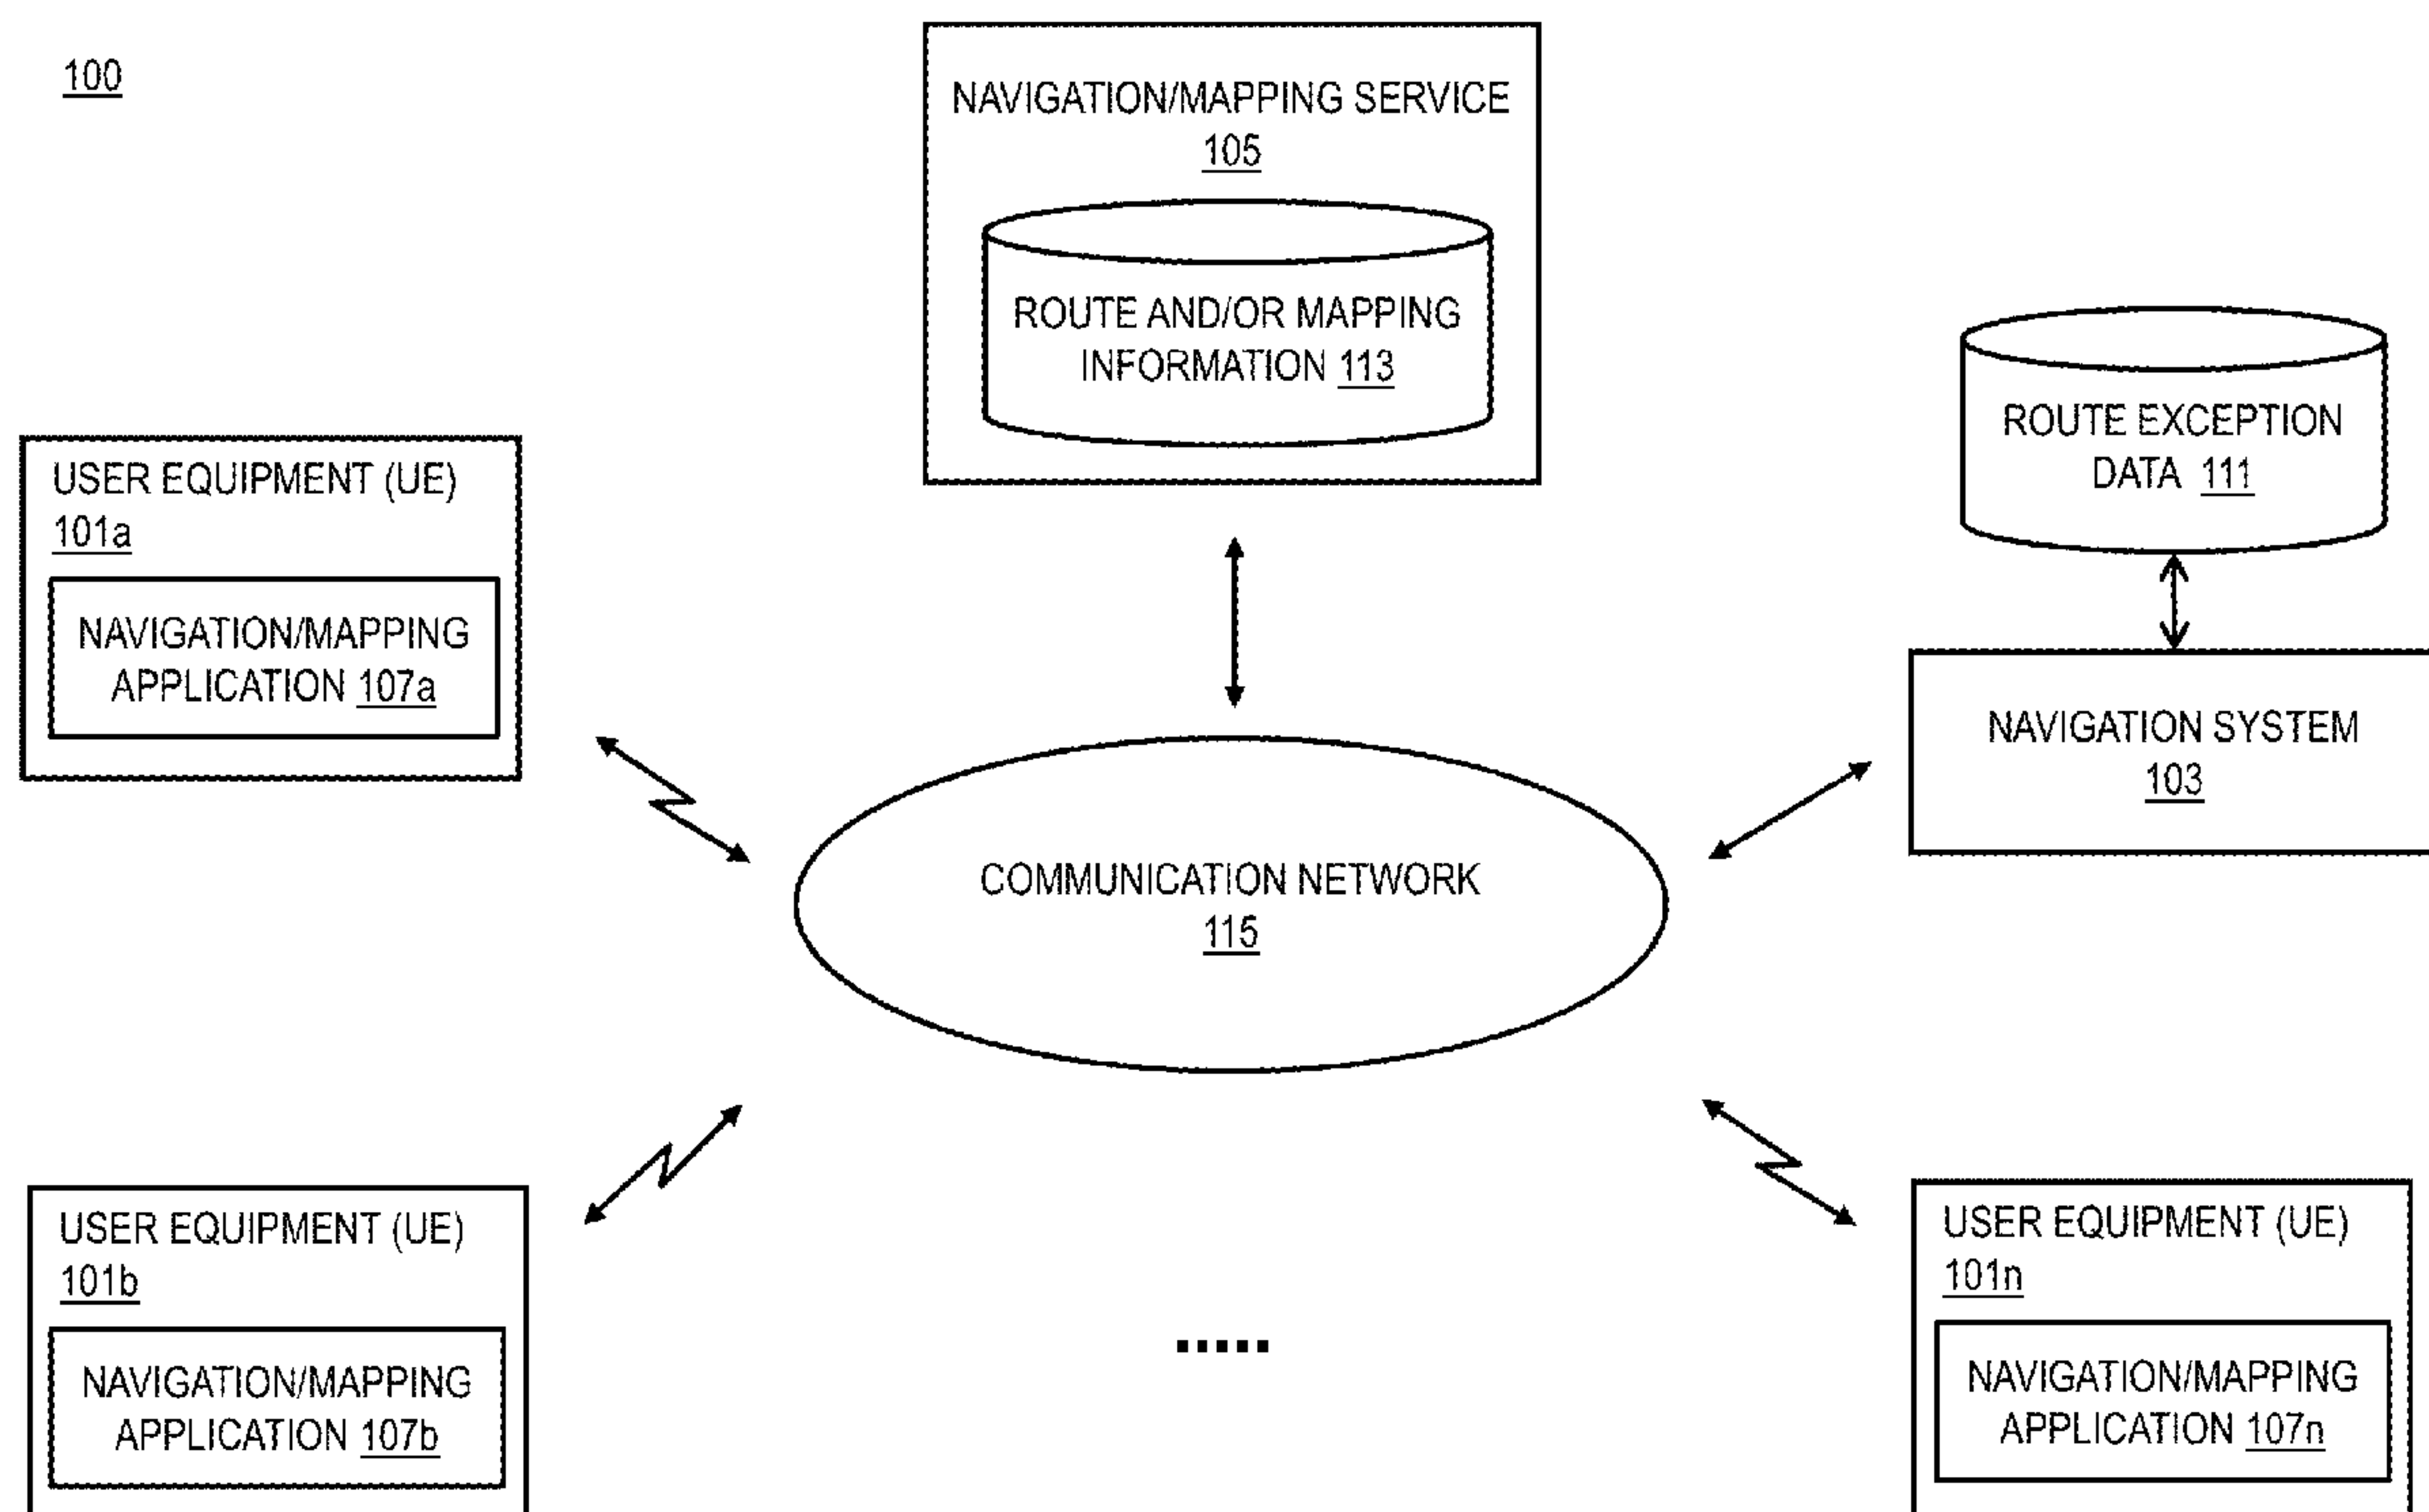 100
NAVIGATION/MAPPING SERVICE
105
ROUTE AND/OR MAPPING
INFORMATION 113
ROUTE EXCEPTION
DATA 111
USER EQUIPMENT (UE)
101a
NAVIGATION/MAPPING
APPLICATION 107a
NAVIGATION SYSTEM
103
COMMUNICATION NETWORK
115
USER EQUIPMENT (UE)
101b
NAVIGATION/MAPPING
APPLICATION 107b
.....
USER EQUIPMENT (UE)
101n
NAVIGATION/MAPPING
APPLICATION 107n